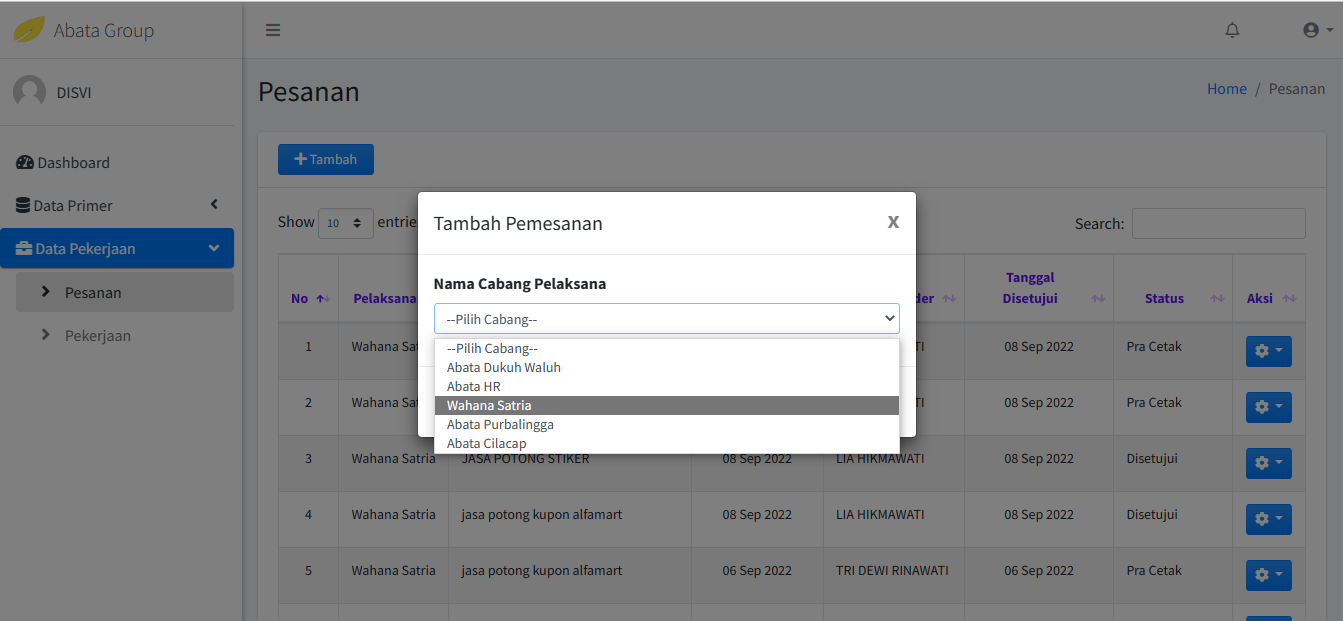 Abata Group
DISVI
Dashboard
Data Primer
Data Pekerjaan
Pesanan
Pekerjaan
Pesanan
Home / Pesanan
Tambah
Show 10 entrie
Search:
Tambah Pemesanan
X
Nama Cabang Pelaksana
--Pilih Cabang--
--Pilih Cabang--
Abata Dukuh Waluh
Abata HR
Wahana Satria
Abata Purbalingga
Abata Cilacap
No Pelaksana der Tanggal Disetujui Status Aksi
1 Wahana Sat TI 08 Sep 2022 Pra Cetak
2 Wahana Sat TI 08 Sep 2022 Pra Cetak
3 Wahana Satria JASA POTONG STIKER 08 Sep 2022 LIA HIKMAWATI 08 Sep 2022 Disetujui
4 Wahana Satria jasa potong kupon alfamart 08 Sep 2022 LIA HIKMAWATI 08 Sep 2022 Disetujui
5 Wahana Satria jasa potong kupon alfamart 06 Sep 2022 TRI DEWI RINAWATI 06 Sep 2022 Pra Cetak